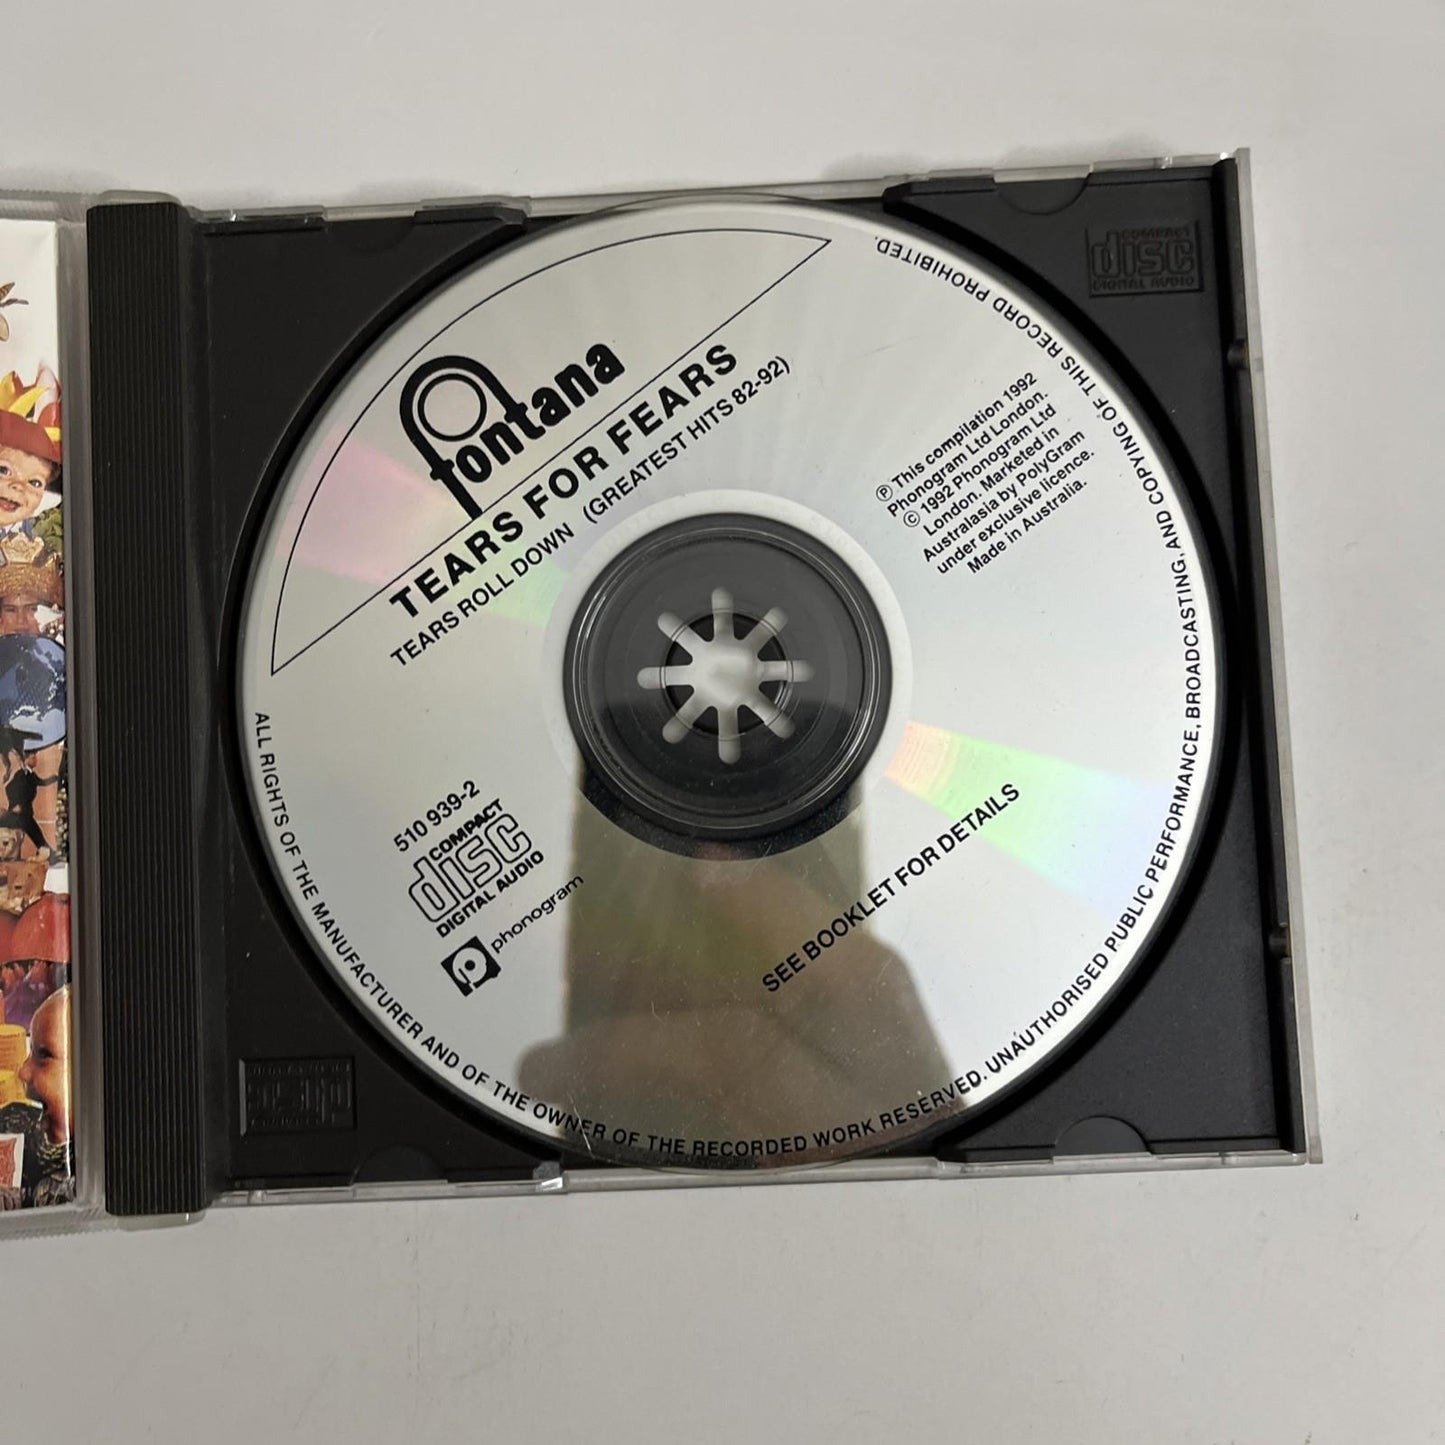 fontana
TEARS FOR FEARS
TEARS ROLL DOWN (GREATEST HITS 82-92)
Ⓟ This compilation 1992
Phonogram Ltd London.
© 1992 Phonogram Ltd
London. Marketed in
Australasia by PolyGram
under exclusive licence.
Made in Australia.
510 939-2
COMPACT
disc
DIGITAL AUDIO
phonogram
SEE BOOKLET FOR DETAILS
ALL RIGHTS OF THE MANUFACTURER AND OF THE OWNER OF THE RECORDED WORK RESERVED. UNAUTHORISED PUBLIC PERFORMANCE, BROADCASTING, AND COPYING OF THIS RECORD PROHIBITED.
COMPACT
disc
DIGITAL AUDIO